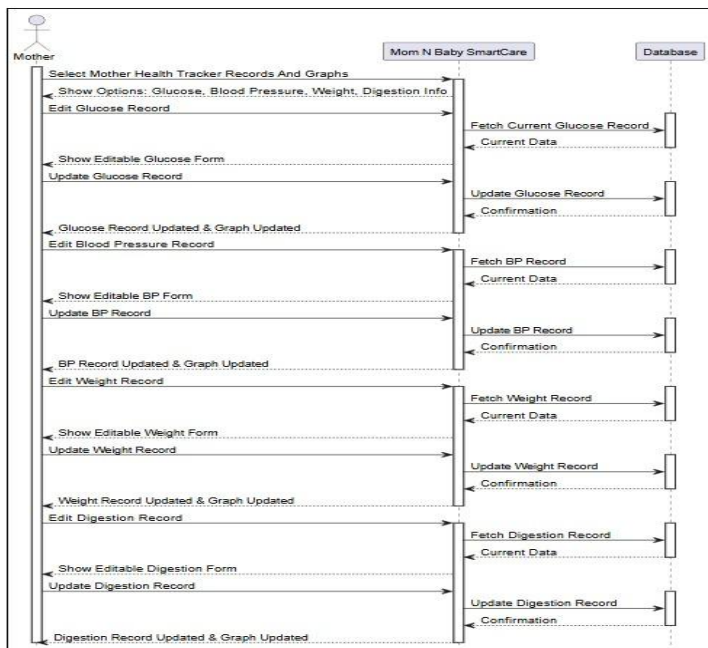 Mother
Mom N Baby SmartCare
Database
Select Mother Health Tracker Records And Graphs
Show Options: Glucose, Blood Pressure, Weight, Digestion Info
Edit Glucose Record
Fetch Current Glucose Record
Current Data
Show Editable Glucose Form
Update Glucose Record
Update Glucose Record
Confirmation
Glucose Record Updated & Graph Updated
Edit Blood Pressure Record
Fetch BP Record
Current Data
Show Editable BP Form
Update BP Record
Update BP Record
Confirmation
BP Record Updated & Graph Updated
Edit Weight Record
Fetch Weight Record
Current Data
Show Editable Weight Form
Update Weight Record
Update Weight Record
Confirmation
Weight Record Updated & Graph Updated
Edit Digestion Record
Fetch Digestion Record
Current Data
Show Editable Digestion Form
Update Digestion Record
Update Digestion Record
Confirmation
Digestion Record Updated & Graph Updated